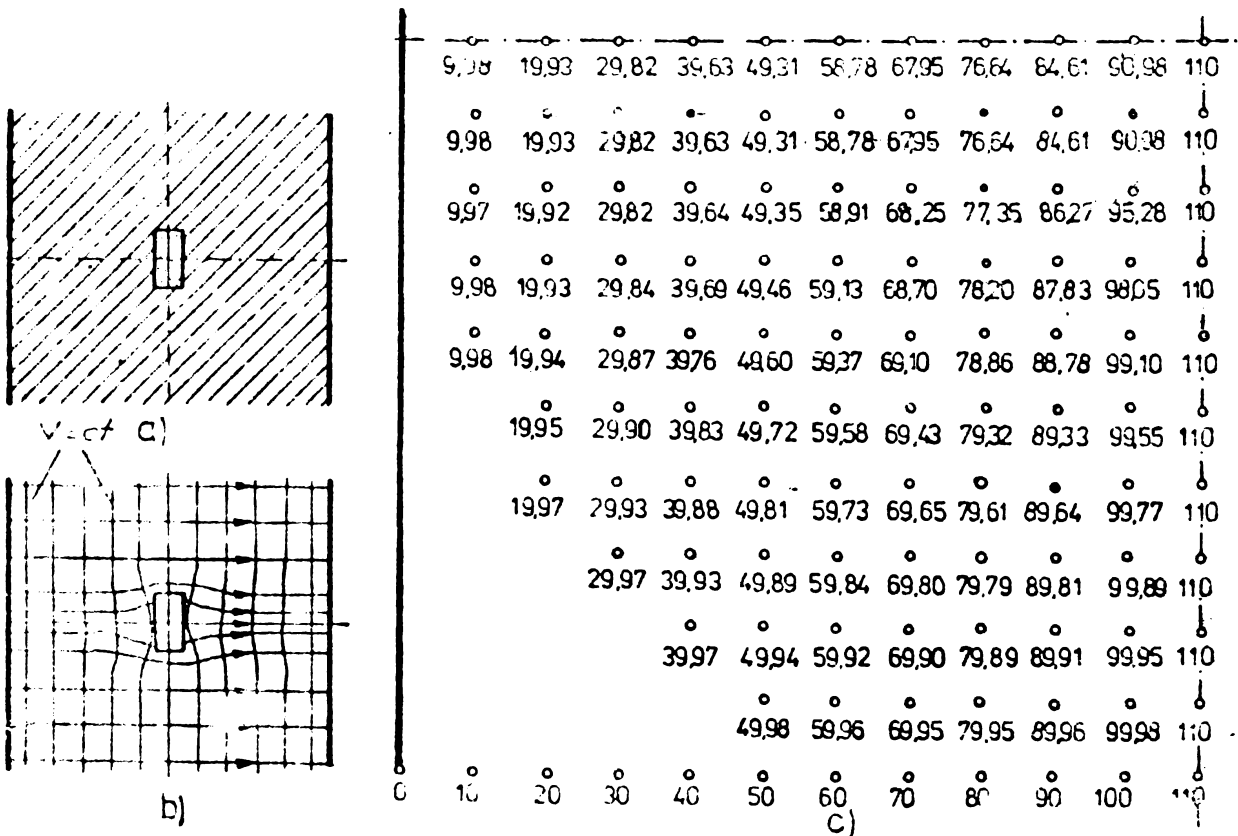 9,98 19,93 29,82 39,63 49,31 58,78 67,95 76,64 84,61 90,98 110
9,98 19,93 29,82 39,63 49,31 58,78 67,95 76,64 84,61 90,98 110
9,97 19,92 29,82 39,64 49,35 58,91 68,25 77,35 86,27 95,28 110
9,98 19,93 29,84 39,69 49,46 59,13 68,70 78,20 87,83 98,05 110
9,98 19,94 29,87 39,76 49,60 59,37 69,10 78,86 88,78 99,10 110
19,95 29,90 39,83 49,72 59,58 69,43 79,32 89,33 99,55 110
19,97 29,93 39,88 49,81 59,73 69,65 79,61 89,64 99,77 110
29,97 39,93 49,89 59,84 69,80 79,79 89,81 99,89 110
39,97 49,94 59,92 69,90 79,89 89,91 99,95 110
49,98 59,96 69,95 79,95 89,96 99,98 110
0 10 20 30 40 50 60 70 80 90 100 110
a)
b)
c)